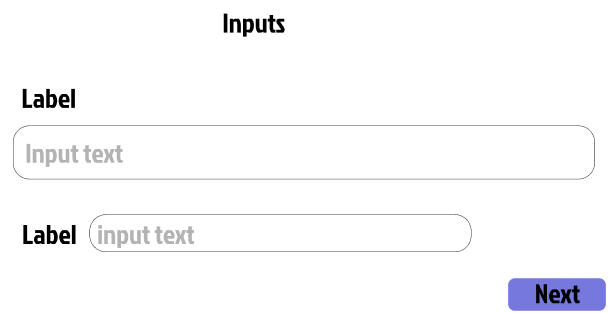 Inputs
Label
Input text
Label input text
Next